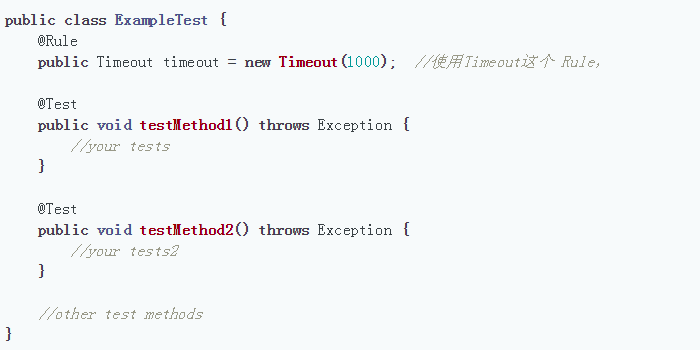 public class ExampleTest {
@Rule
public Timeout timeout = new Timeout(1000);  //使用Timeout这个 Rule,
@Test
public void testMethod1() throws Exception {
//your tests
}
@Test
public void testMethod2() throws Exception {
//your tests2
}
//other test methods
}